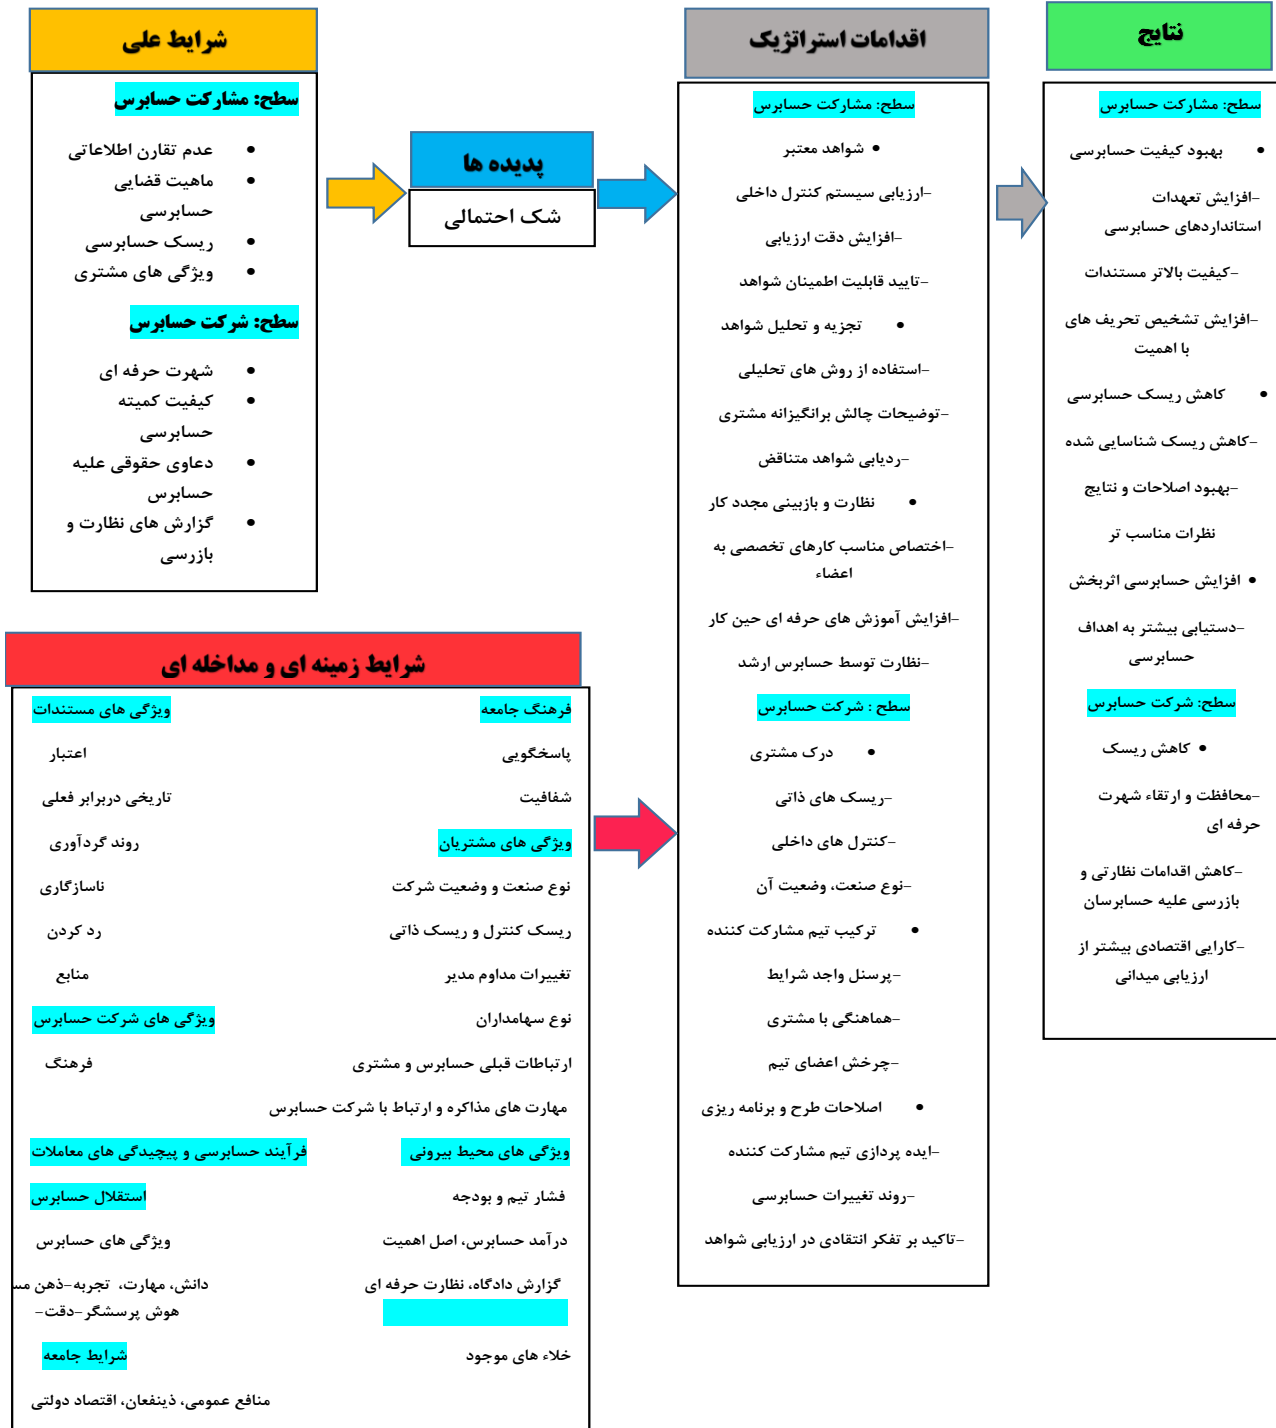 شرایط علی
سطح: مشارکت حسابرس
• عدم تقارن اطلاعاتی
• ماهیت قضایی
حسابرسی
• ریسک حسابرسی
• ویژگی های مشتری
سطح: شرکت حسابرس
• شهرت حرفه ای
• کیفیت کمیته
حسابرسی
• دعاوی حقوقی علیه
حسابرس
• گزارش های نظارت و
بازرسی
پدیده ها
شک احتمالی
اقدامات استراتژیک
سطح: مشارکت حسابرس
• شواهد معتبر
-ارزیابی سیستم کنترل داخلی
-افزایش دقت ارزیابی
-تایید قابلیت اطمینان شواهد
• تجزیه و تحلیل شواهد
-استفاده از روش های تحلیلی
-توضیحات چالش برانگیزانه مشتری
-ردیابی شواهد متناقض
• نظارت و بازبینی مجدد کار
-اختصاص مناسب کارهای تخصصی به
اعضاء
-افزایش آموزش های حرفه ای حین کار
-نظارت توسط حسابرس ارشد
سطح : شرکت حسابرس
• درک مشتری
-ریسک های ذاتی
-کنترل های داخلی
-نوع صنعت، وضعیت آن
• ترکیب تیم مشارکت کننده
-پرسنل واجد شرایط
-هماهنگی با مشتری
-چرخش اعضای تیم
• اصلاحات طرح و برنامه ریزی
-ایده پردازی تیم مشارکت کننده
-روند تغییرات حسابرسی
-تاکید بر تفکر انتقادی در ارزیابی شواهد
نتایج
سطح: مشارکت حسابرس
• بهبود کیفیت حسابرسی
-افزایش تعهدات
استانداردهای حسابرسی
-کیفیت بالاتر مستندات
-افزایش تشخیص تحریف های
با اهمیت
• کاهش ریسک حسابرسی
-کاهش ریسک شناسایی شده
-بهبود اصلاحات و نتایج
نظرات مناسب تر
• افزایش حسابرسی اثربخش
-دستیابی بیشتر به اهداف
حسابرسی
سطح: شرکت حسابرس
• کاهش ریسک
-محافظت و ارتقاء شهرت
حرفه ای
-کاهش اقدامات نظارتی و
بازرسی علیه حسابرسان
-کارایی اقتصادی بیشتر از
ارزیابی میدانی
شرایط زمینه ای و مداخله ای
فرهنگ جامعه ویژگی های مستندات
پاسخگویی اعتبار
شفافیت تاریخی دربرابر فعلی
ویژگی های مشتریان روند گردآوری
نوع صنعت و وضعیت شرکت ناسازگاری
ریسک کنترل و ریسک ذاتی رد کردن
تغییرات مداوم مدیر منابع
نوع سهامداران ویژگی های شرکت حسابرس
ارتباطات قبلی حسابرس و مشتری فرهنگ
مهارت های مذاکره و ارتباط با شرکت حسابرس
ویژگی های محیط بیرونی فرآیند حسابرسی و پیچیدگی های معاملات
فشار تیم و بودجه استقلال حسابرس
درآمد حسابرس، اصل اهمیت ویژگی های حسابرس
گزارش دادگاه، نظارت حرفه ای دانش، مهارت، تجربه-ذهن
هوش پرسشگر-دقت-
خلاء های موجود شرایط جامعه
منافع عمومی، ذینفعان، اقتصاد دولتی